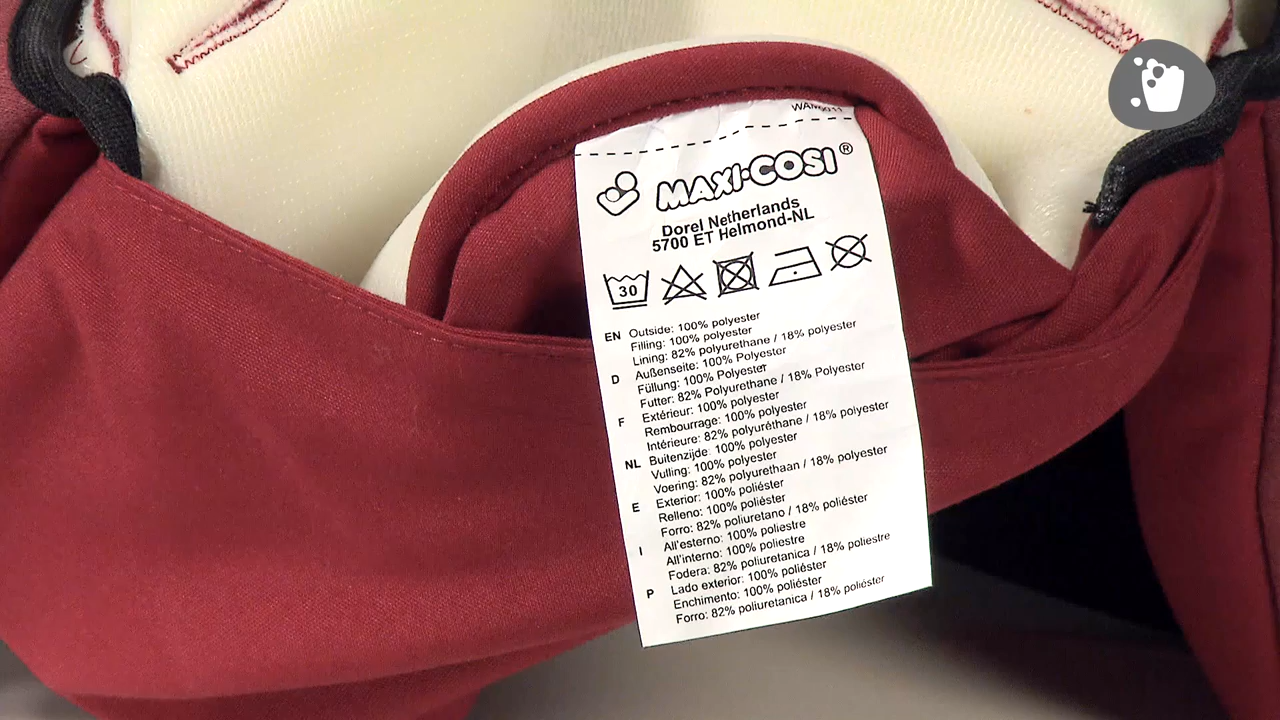 WAM0011
MAXI-COSI®
Dorel Netherlands
5700 ET Helmond-NL
30
EN Outside: 100% polyester
Filling: 100% polyester
Lining: 82% polyurethane / 18% polyester
D Außenseite: 100% Polyester
Füllung: 100% Polyester
Futter: 82% Polyurethane / 18% Polyester
F Extérieur: 100% polyester
Rembourrage: 100% polyester
Intérieure: 82% polyuréthane / 18% polyester
NL Buitenzijde: 100% polyester
Vulling: 100% polyester
Voering: 82% polyurethaan / 18% polyester
E Exterior: 100% poliéster
Relleno: 100% poliéster
Forro: 82% poliuretano / 18% poliéster
I All'esterno: 100% poliestre
All'interno: 100% poliestre
Fodera: 82% poliuretanica / 18% poliestre
P Lado exterior: 100% poliéster
Enchimento: 100% poliéster
Forro: 82% poliuretanica / 18% poliéster